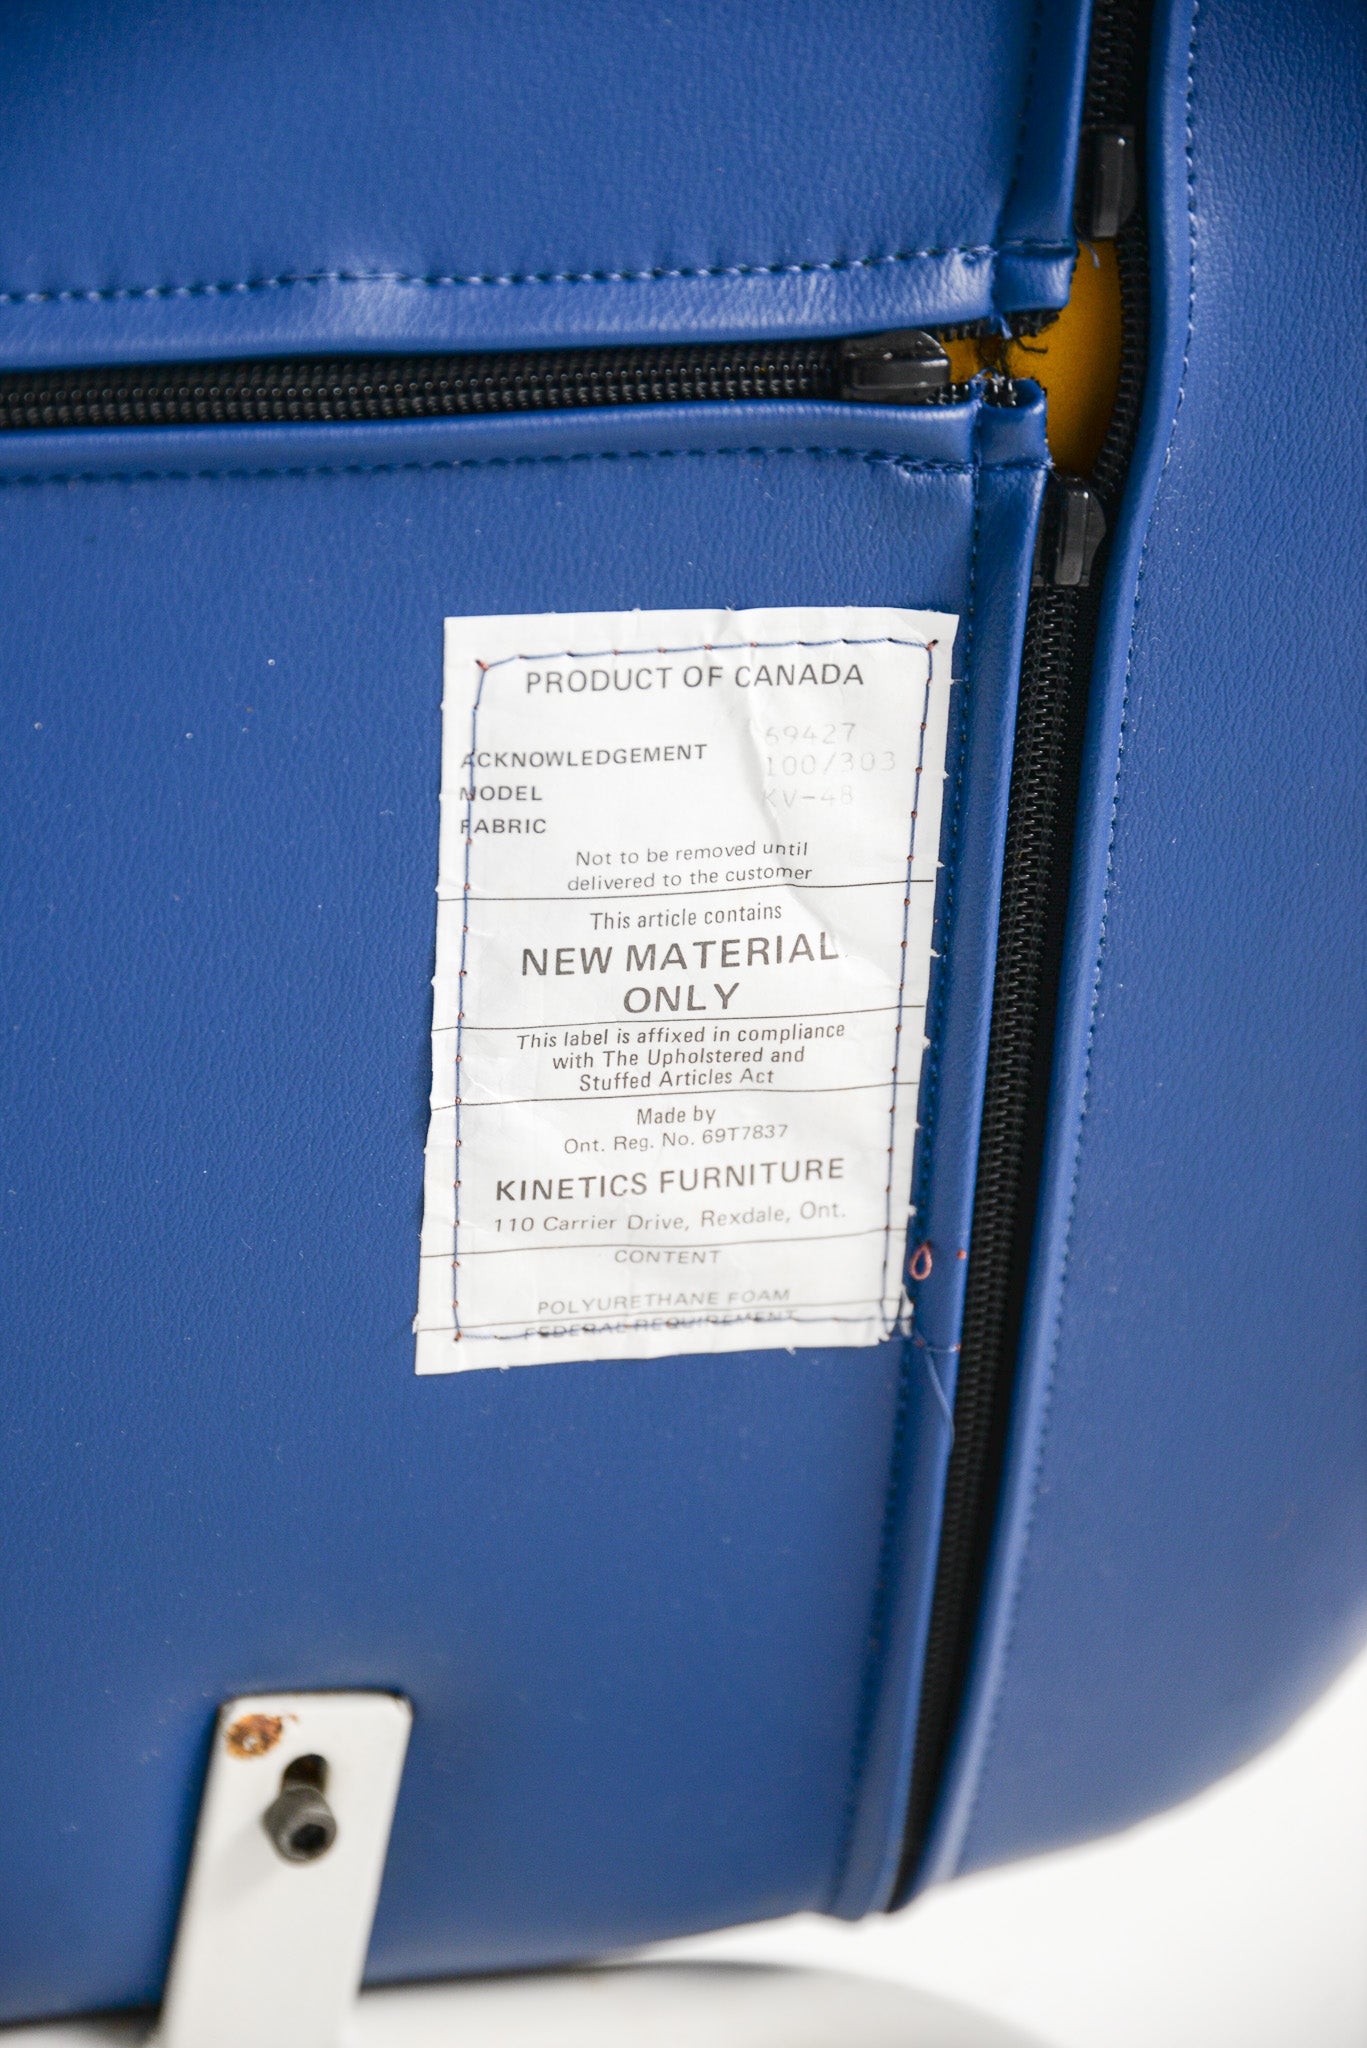 PRODUCT OF CANADA
69427
ACKNOWLEDGEMENT 100/303
MODEL KV-48
FABRIC
Not to be removed until
delivered to the customer
This article contains
NEW MATERIAL
ONLY
This label is affixed in compliance
with The Upholstered and
Stuffed Articles Act
Made by
Ont. Reg. No. 69T7837
KINETICS FURNITURE
110 Carrier Drive, Rexdale, Ont.
CONTENT
POLYURETHANE FOAM
FEDERAL REQUIREMENT